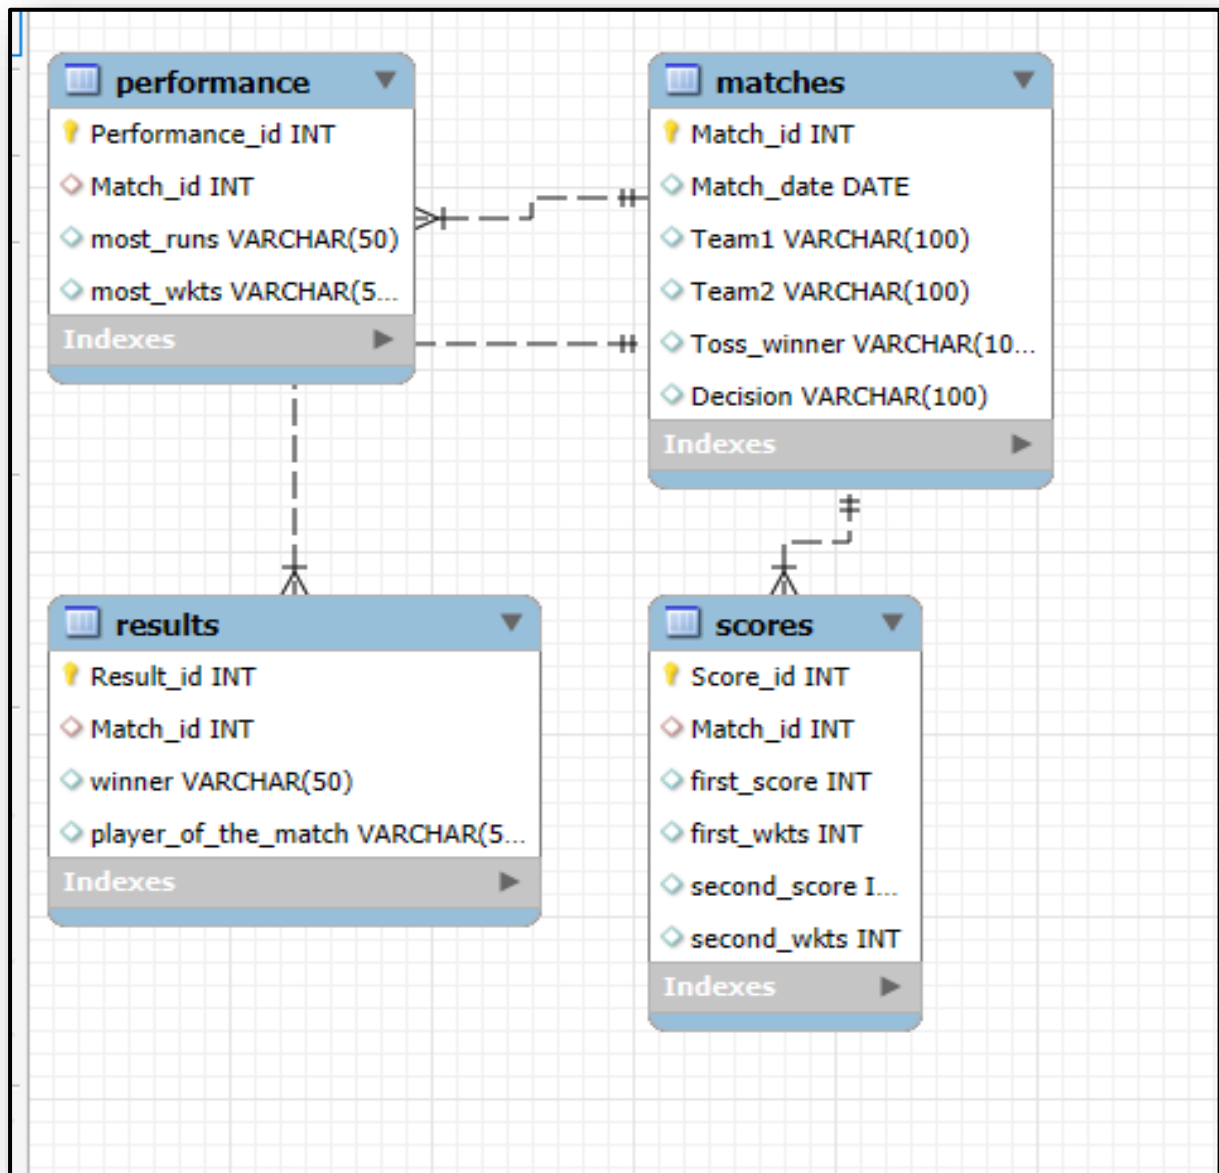 performance
Performance_id INT
Match_id INT
most_runs VARCHAR(50)
most_wkts VARCHAR(5...
Indexes
matches
Match_id INT
Match_date DATE
Team1 VARCHAR(100)
Team2 VARCHAR(100)
Toss_winner VARCHAR(10...
Decision VARCHAR(100)
Indexes
results
Result_id INT
Match_id INT
winner VARCHAR(50)
player_of_the_match VARCHAR(5...
Indexes
scores
Score_id INT
Match_id INT
first_score INT
first_wkts INT
second_score I...
second_wkts INT
Indexes